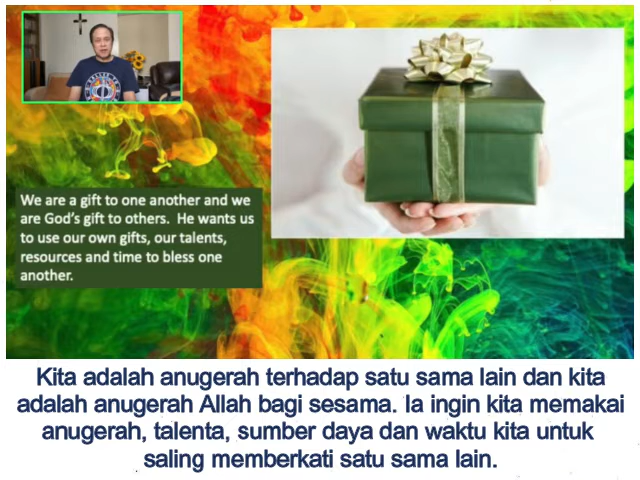 We are a gift to one another and we
are God's gift to others. He wants us
to use our own gifts, our talents,
resources and time to bless one
another.
Kita adalah anugerah terhadap satu sama lain dan kita
adalah anugerah Allah bagi sesama. Ia ingin kita memakai
anugerah, talenta, sumber daya dan waktu kita untuk
saling memberkati satu sama lain.